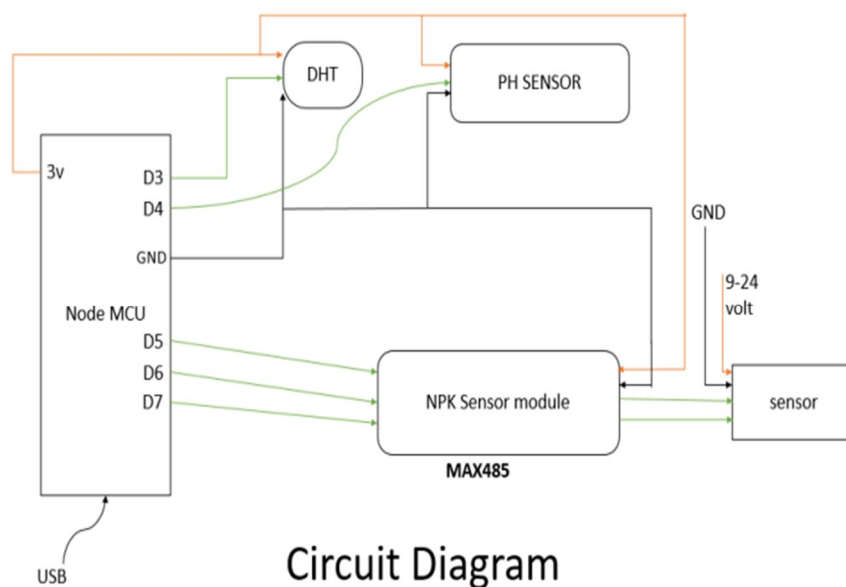 DHT
PH SENSOR
3v
D3
D4
GND
GND
9-24
volt
Node MCU
D5
D6
D7
NPK Sensor module
sensor
MAX485
USB
Circuit Diagram